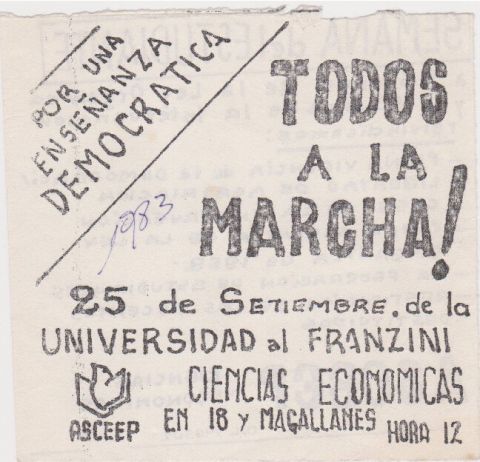 POR UNA
ENSEÑANZA
DEMOCRATICA
TODOS
A LA
MARCHA!
1983
25 de SETIEMBRE. de la
UNIVERSIDAD al FRANZINI
CIENCIAS ECONOMICAS
EN 18 y MAGALLANES HORA 12
ASCEEP